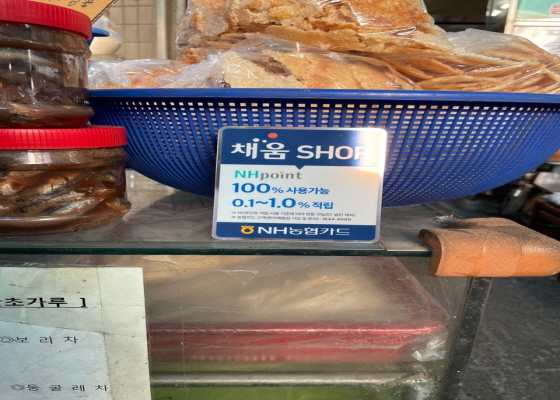 채움 SHOP
NHpoint
100% 사용가능
0.1~1.0% 적립
NH농협카드
초가루 ]
◎보 리 차
◎둥 굴 레 차